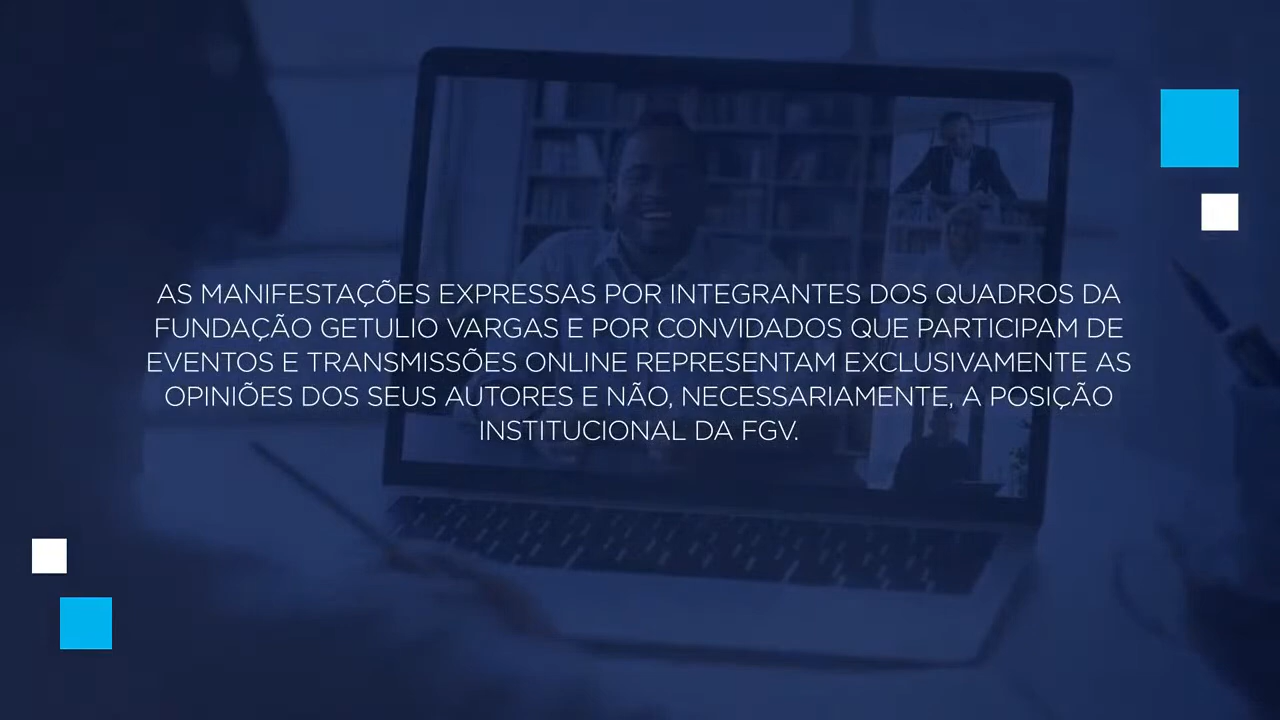 AS MANIFESTAÇÕES EXPRESSAS POR INTEGRANTES DOS QUADROS DA
FUNDAÇÃO GETULIO VARGAS E POR CONVIDADOS QUE PARTICIPAM DE
EVENTOS E TRANSMISSÕES ONLINE REPRESENTAM EXCLUSIVAMENTE AS
OPINIÕES DOS SEUS AUTORES E NÃO, NECESSARIAMENTE, A POSIÇÃO
INSTITUCIONAL DA FGV.